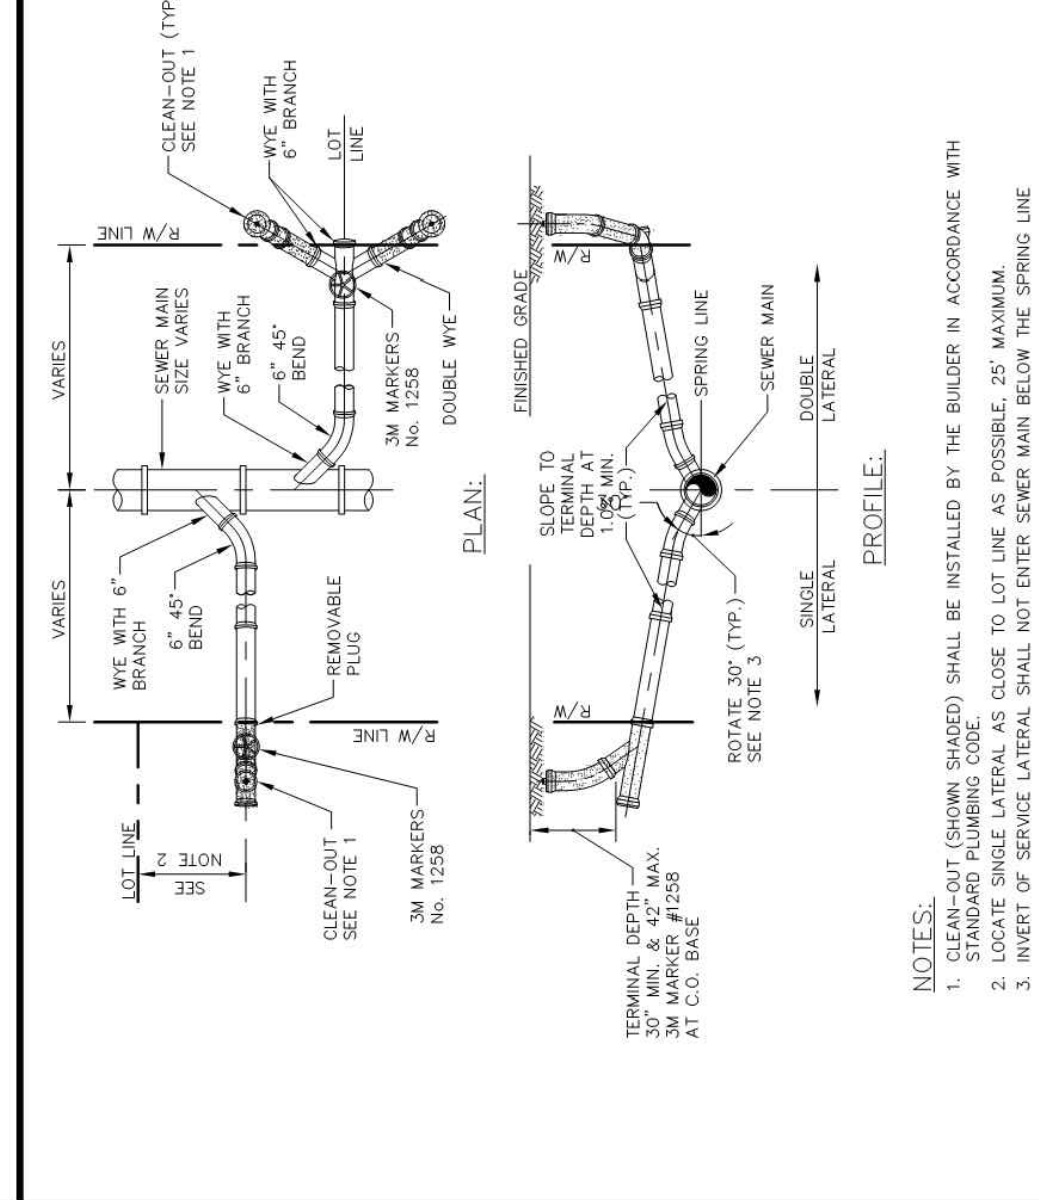 VARIES
VARIES
LOT LINE
SEE
NOTE 2
WYE WITH 6"
BRANCH
6" 45°
BEND
SEWER MAIN
SIZE VARIES
WYE WITH
6" BRANCH
6" 45°
BEND
R/W LINE
CLEAN-OUT (TYP
SEE NOTE 1
WYE WITH
6" BRANCH
LOT
LINE
R/W LINE
REMOVABLE
PLUG
CLEAN-OUT
SEE NOTE 1
3M MARKERS
No. 1258
3M MARKERS
No. 1258
DOUBLE WYE
PLAN:
FINISHED GRADE
R/W
R/W
SLOPE TO
TERMINAL
DEPTH AT
1.0% MIN.
(TYP.)
SPRING LINE
SEWER MAIN
TERMINAL DEPTH
30" MIN. & 42" MAX.
3M MARKER #1258
AT C.O. BASE
ROTATE 30° (TYP.)
SEE NOTE 3
SINGLE
LATERAL
DOUBLE
LATERAL
PROFILE:
NOTES:
1. CLEAN-OUT (SHOWN SHADED) SHALL BE INSTALLED BY THE BUILDER IN ACCORDANCE WITH
STANDARD PLUMBING CODE.
2. LOCATE SINGLE LATERAL AS CLOSE TO LOT LINE AS POSSIBLE, 25' MAXIMUM.
3. INVERT OF SERVICE LATERAL SHALL NOT ENTER SEWER MAIN BELOW THE SPRING LINE